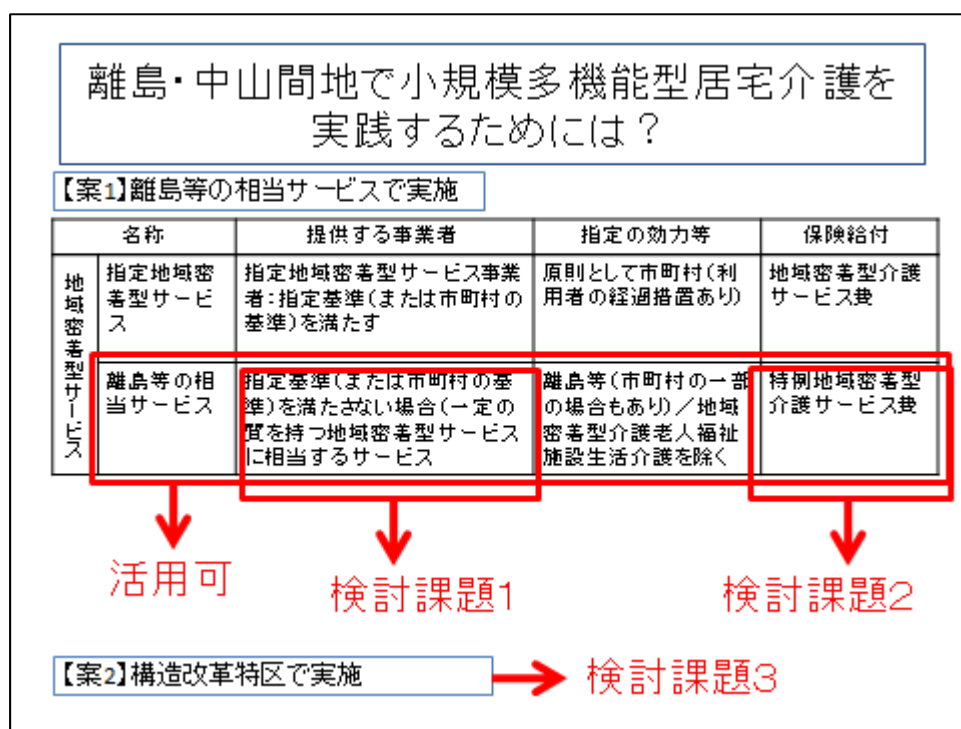 離島・中山間地で小規模多機能型居宅介護を
実践するためには？
【案1】離島等の相当サービスで実施
名称
提供する事業者
指定の効力等
保険給付
地域密着型サービス
指定地域密
着型サービ
ス
指定地域密着型サービス事業
者：指定基準（または市町村の
基準）を満たす
原則として市町村（利
用者の経過措置あり）
地域密着型介護
サービス費
離島等の相
当サービス
指定基準（または市町村の基
準）を満たさない場合（一定の
質を持つ地域密着型サービス
に相当するサービス
離島等（市町村の一部
の場合もあり）／地域
密着型介護老人福祉
施設生活介護を除く
特例地域密着型
介護サービス費
活用可
検討課題1
検討課題2
【案2】構造改革特区で実施
検討課題3